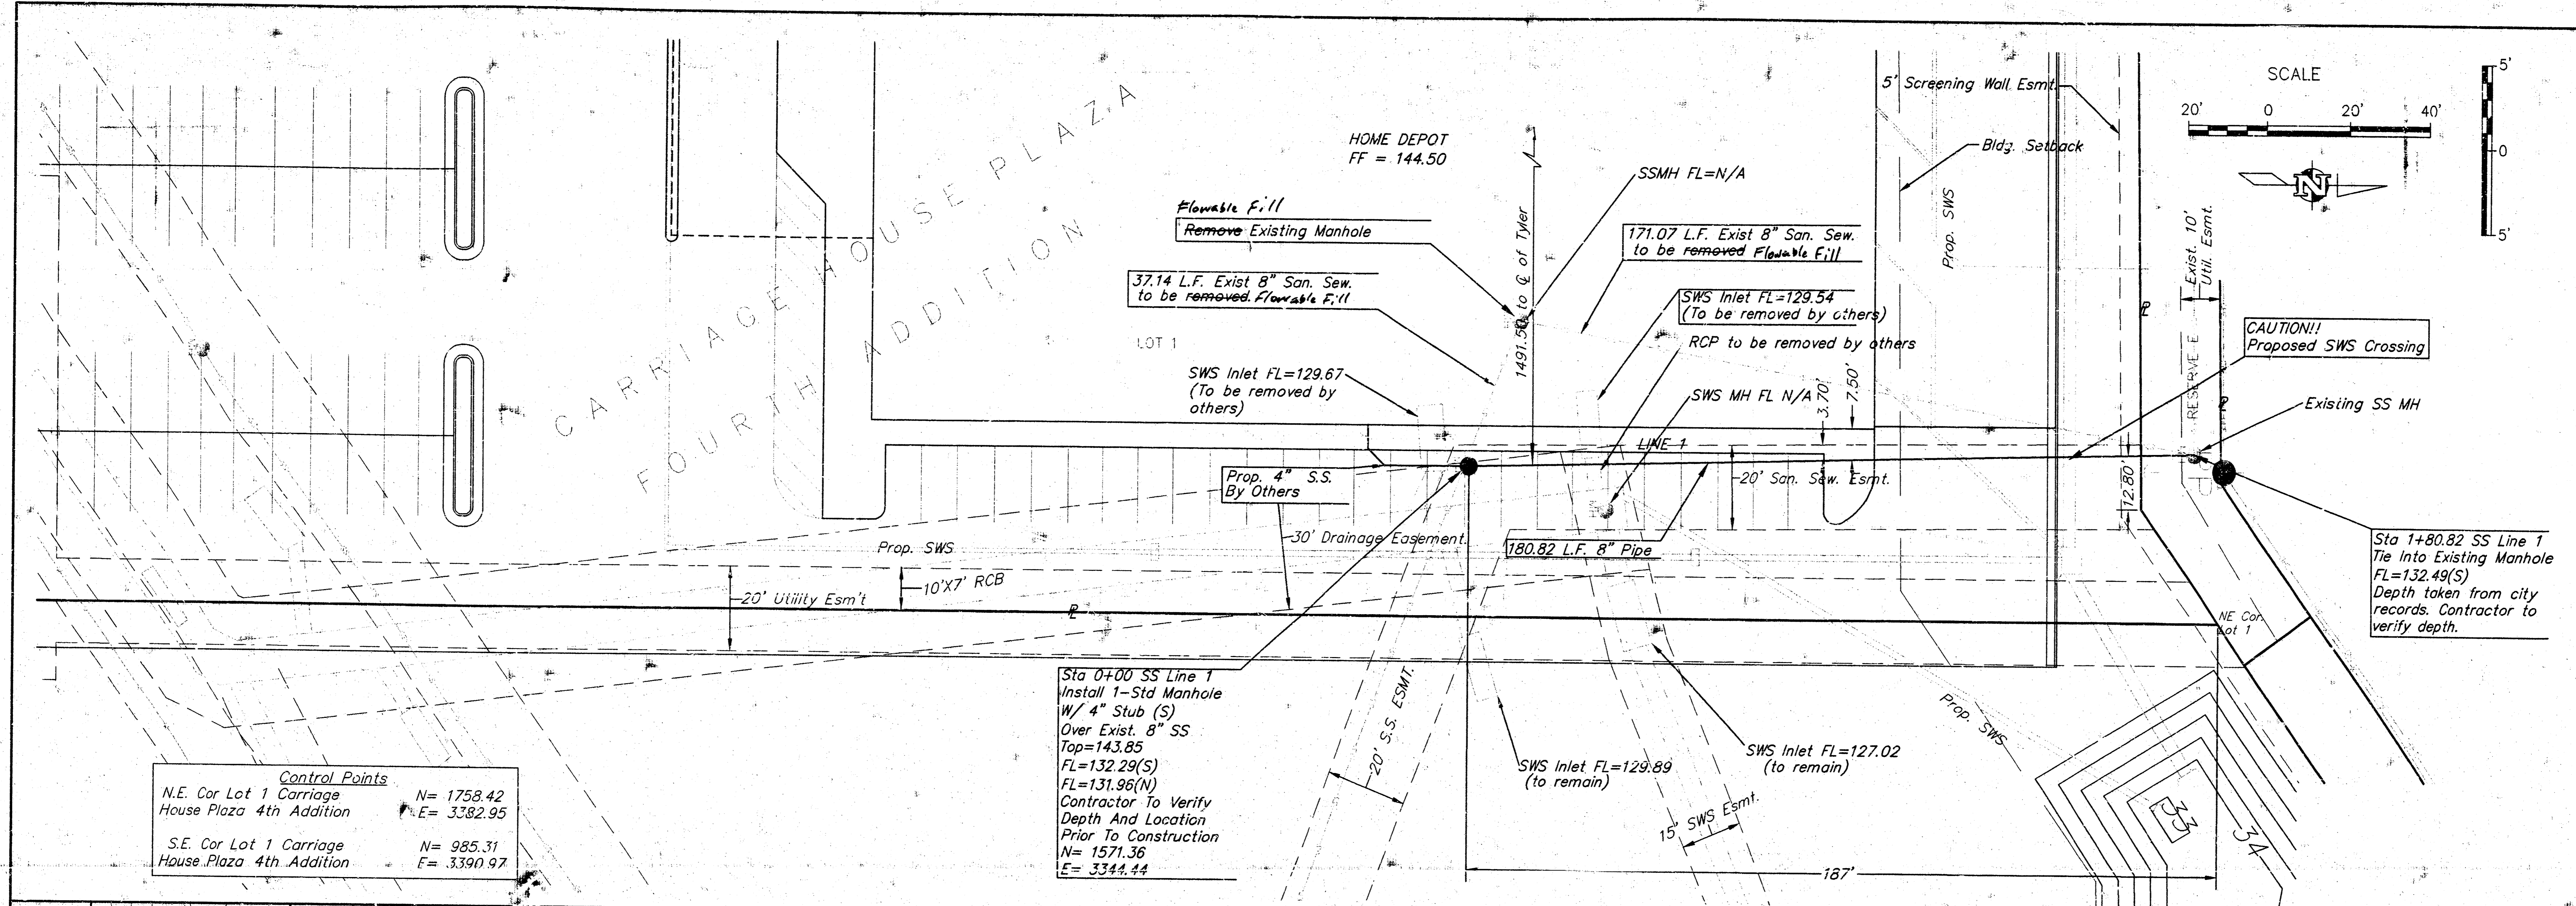 SCALE
20' 0 20' 40'
5'
0
5'
N
5' Screening Wall Esmt.
Bldg. Setback
HOME DEPOT
FF = 144.50
SSMH FL=N/A
Flowable Fill
Remove Existing Manhole
171.07 L.F. Exist 8" San. Sew.
to be removed Flowable Fill
37.14 L.F. Exist 8" San. Sew.
to be removed Flowable Fill
1491.50 to ℄ of Tyler
SWS Inlet FL=129.54
(To be removed by others)
RCP to be removed by others
Prop. SWS
Exist. 10'
Util. Esmt.
RESERVE E
CAUTION!!
Proposed SWS Crossing
Existing SS MH
CARRIAGE HOUSE PLAZA
FOURTH ADDITION
LOT 1
SWS Inlet FL=129.67
(To be removed by
others)
SWS MH FL N/A
3.70'
7.50'
LINE 1
Prop. 4" S.S.
By Others
20' San. Sew. Esmt.
12.80'
30' Drainage Easement
180.82 L.F. 8" Pipe
Prop. SWS
10'X7' RCB
20' Utility Esm't
Sta 1+80.82 SS Line 1
Tie Into Existing Manhole
FL=132.49(S)
Depth taken from city
records. Contractor to
verify depth.
NE Cor.
Lot 1
Sta 0+00 SS Line 1
Install 1-Std Manhole
W/ 4" Stub (S)
Over Exist. 8" SS
Top=143.85
FL=132.29(S)
FL=131.96(N)
Contractor To Verify
Depth And Location
Prior To Construction
N= 1571.36
E= 3344.44
20' S.S. ESMT.
SWS Inlet FL=129.89
(to remain)
SWS Inlet FL=127.02
(to remain)
15' SWS Esmt.
Prop. SWS
187'
33
34
Control Points
N.E. Cor Lot 1 Carriage N= 1758.42
House Plaza 4th Addition E= 3382.95
S.E. Cor Lot 1 Carriage N= 985.31
House Plaza 4th Addition E= 3390.97